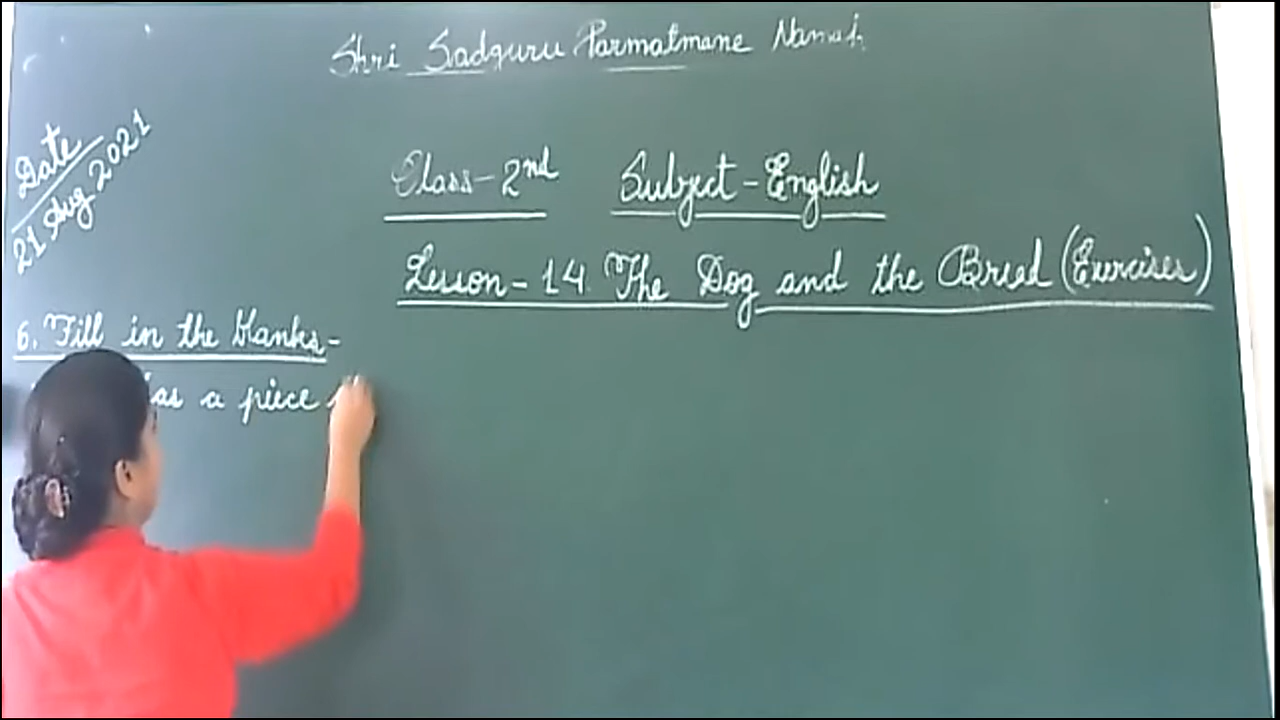 Shri Sadguru Parmatmane Namah
Date
21 Aug 2021
Class-2nd Subject-English
Lesson-14 The Dog and the Bread (Exercises)
6. Fill in the blanks-
a piece